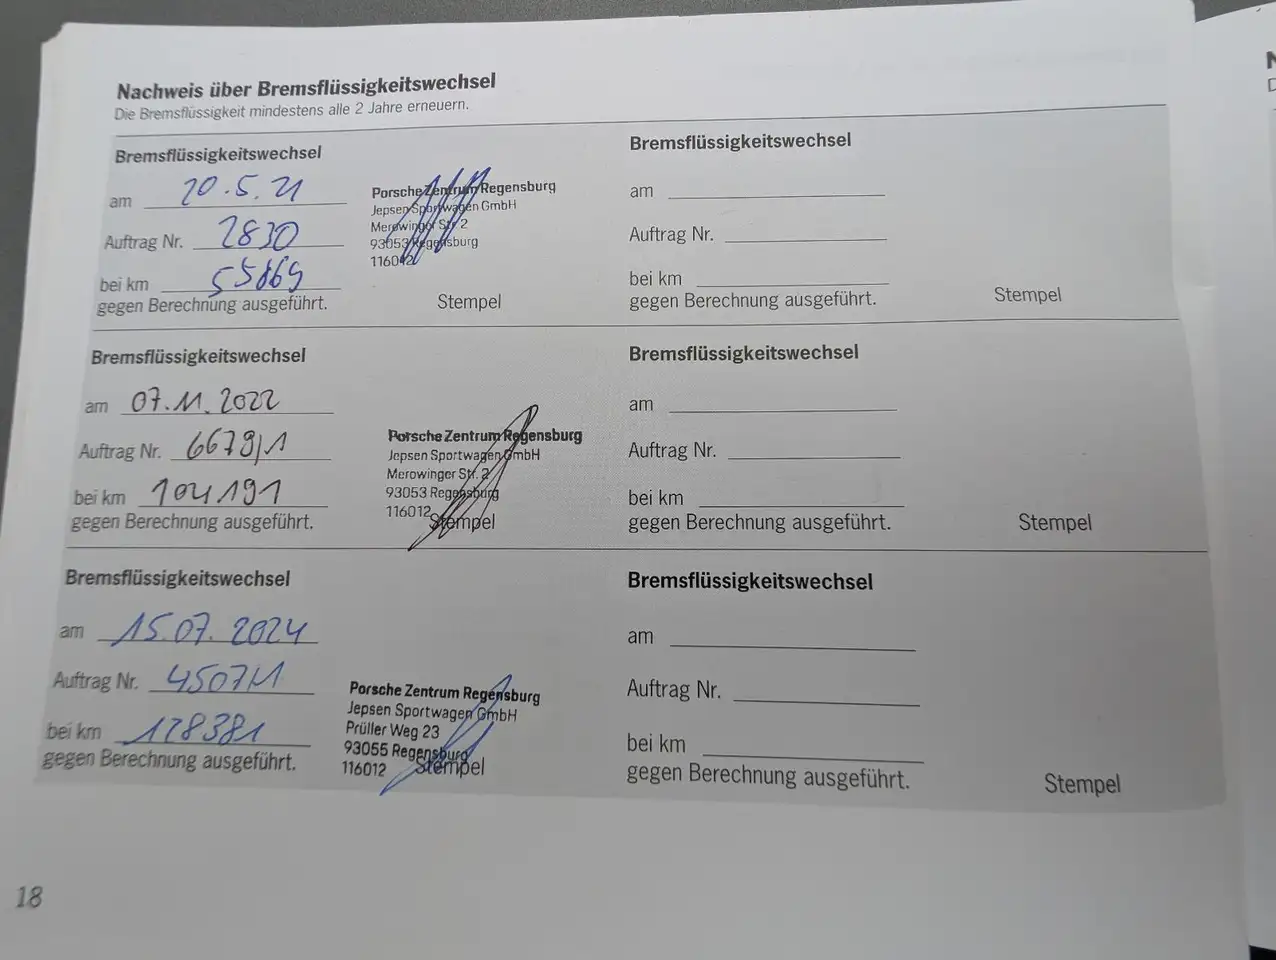 Nachweis über Bremsflüssigkeitswechsel
Die Bremsflüssigkeit mindestens alle 2 Jahre erneuern.
Bremsflüssigkeitswechsel
am 20.5.21
Auftrag Nr. 2830
bei km 55869
gegen Berechnung ausgeführt.
Porsche Zentrum Regensburg
Jepsen Sportwagen GmbH
Merowinger Str. 2
93053 Regensburg
116012
Stempel
Bremsflüssigkeitswechsel
am
Auftrag Nr.
bei km
gegen Berechnung ausgeführt.
Stempel
Bremsflüssigkeitswechsel
am 07.11.2022
Auftrag Nr. 6679/1
bei km 104191
gegen Berechnung ausgeführt.
Porsche Zentrum Regensburg
Jepsen Sportwagen GmbH
Merowinger Str. 2
93053 Regensburg
116012
Stempel
Bremsflüssigkeitswechsel
am
Auftrag Nr.
bei km
gegen Berechnung ausgeführt.
Stempel
Bremsflüssigkeitswechsel
am 15.07.2024
Auftrag Nr. 4507/1
bei km 128381
gegen Berechnung ausgeführt.
Porsche Zentrum Regensburg
Jepsen Sportwagen GmbH
Prüller Weg 23
93055 Regensburg
116012
Stempel
Bremsflüssigkeitswechsel
am
Auftrag Nr.
bei km
gegen Berechnung ausgeführt.
Stempel
18